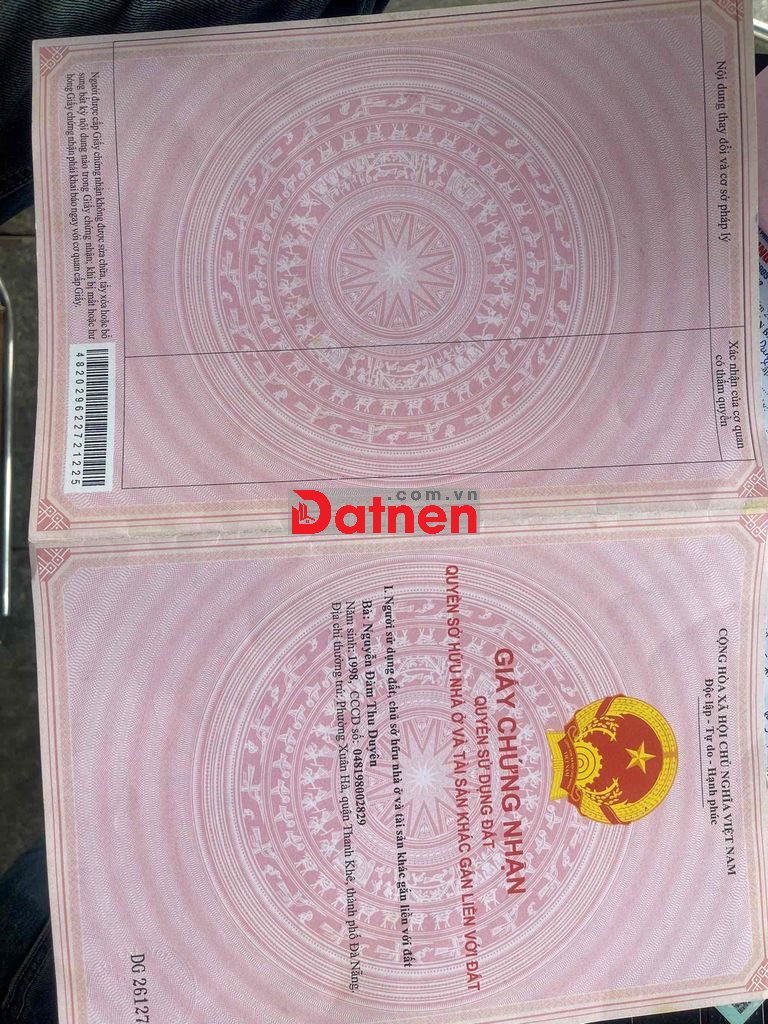 Nội dung thay đổi và cơ sở pháp lý
Xác nhận của cơ quan
có thẩm quyền
Người được cấp Giấy chứng nhận không được sửa chữa, tẩy xóa hoặc bổ
sung bất kỳ nội dung nào trong Giấy chứng nhận; khi bị mất hoặc hư
hỏng Giấy chứng nhận phải khai báo ngay với cơ quan cấp Giấy.
482029622721225
.com.vn
Datnen
CỘNG HÒA XÃ HỘI CHỦ NGHĨA VIỆT NAM
Độc lập - Tự do - Hạnh phúc
GIẤY CHỨNG NHẬN
QUYỀN SỬ DỤNG ĐẤT
QUYỀN SỞ HỮU NHÀ Ở VÀ TÀI SẢN KHÁC GẮN LIỀN VỚI ĐẤT
I. Người sử dụng đất, chủ sở hữu nhà ở và tài sản khác gắn liền với đất
Bà: Nguyễn Đàm Thu Duyên
Năm sinh: 1998, CCCD số: 048198002829
Địa chỉ thường trú: Phường Xuân Hà, quận Thanh Khê, thành phố Đà Nẵng.
DG 26127